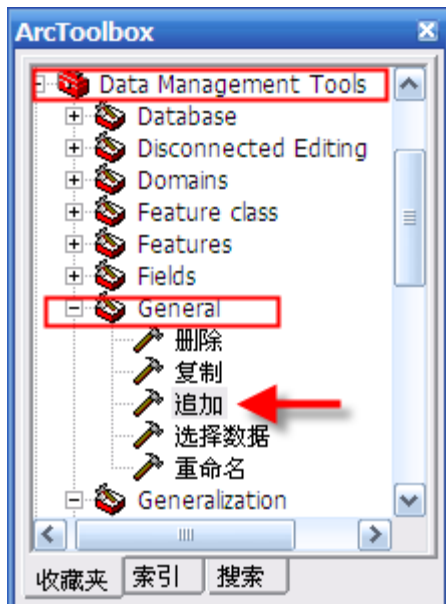 ArcToolbox
Data Management Tools
Database
Disconnected Editing
Domains
Feature class
Features
Fields
General
删除
复制
追加
选择数据
重命名
Generalization
收藏夹 索引 搜索